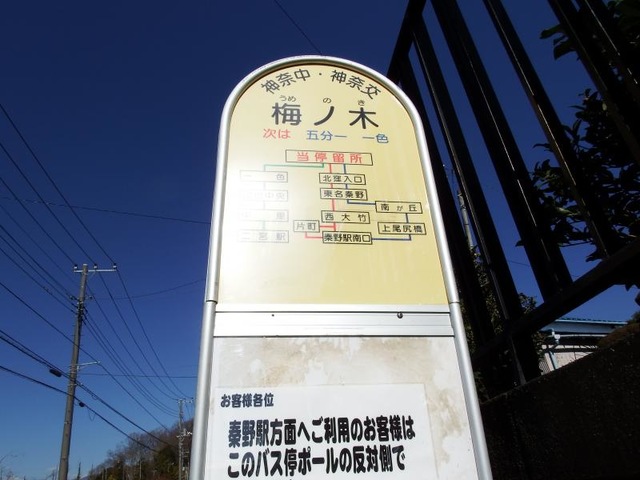 神奈中・神奈交
うめ の き
梅ノ木
次は 五分一 一色
当停留所
北窪入口
東名秦野
南が丘
西大竹
片町
上尾尻橋
秦野駅南口
お客様各位
秦野駅方面へご利用のお客様は
このバス停ポールの反対側で